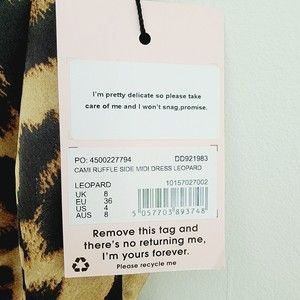 I'm pretty delicate so please take
care of me and I won't snag,promise.
PO: 4500227794 DD921983
CAMI RUFFLE SIDE MIDI DRESS LEOPARD
LEOPARD 10157027002
UK 8
EU 36
US 4
AUS 8
5 057703 893748
Remove this tag and
there's no returning me,
I'm yours forever.
Please recycle me